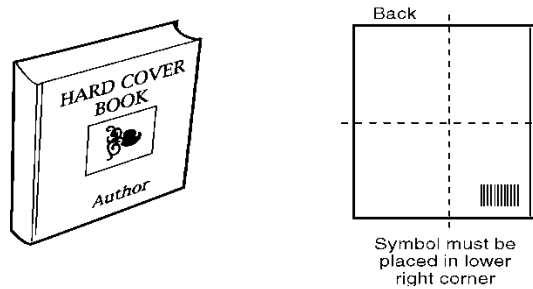 HARD COVER
BOOK
Author
Back
Symbol must be
placed in lower
right corner